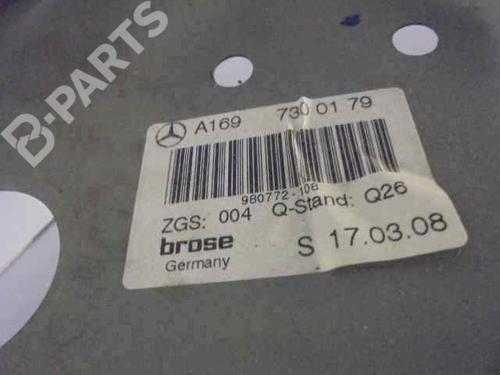 B-PARTS
A169 730 01 79
980772-106
ZGS: 004 Q-Stand: Q26
brose
Germany
S 17.03.08